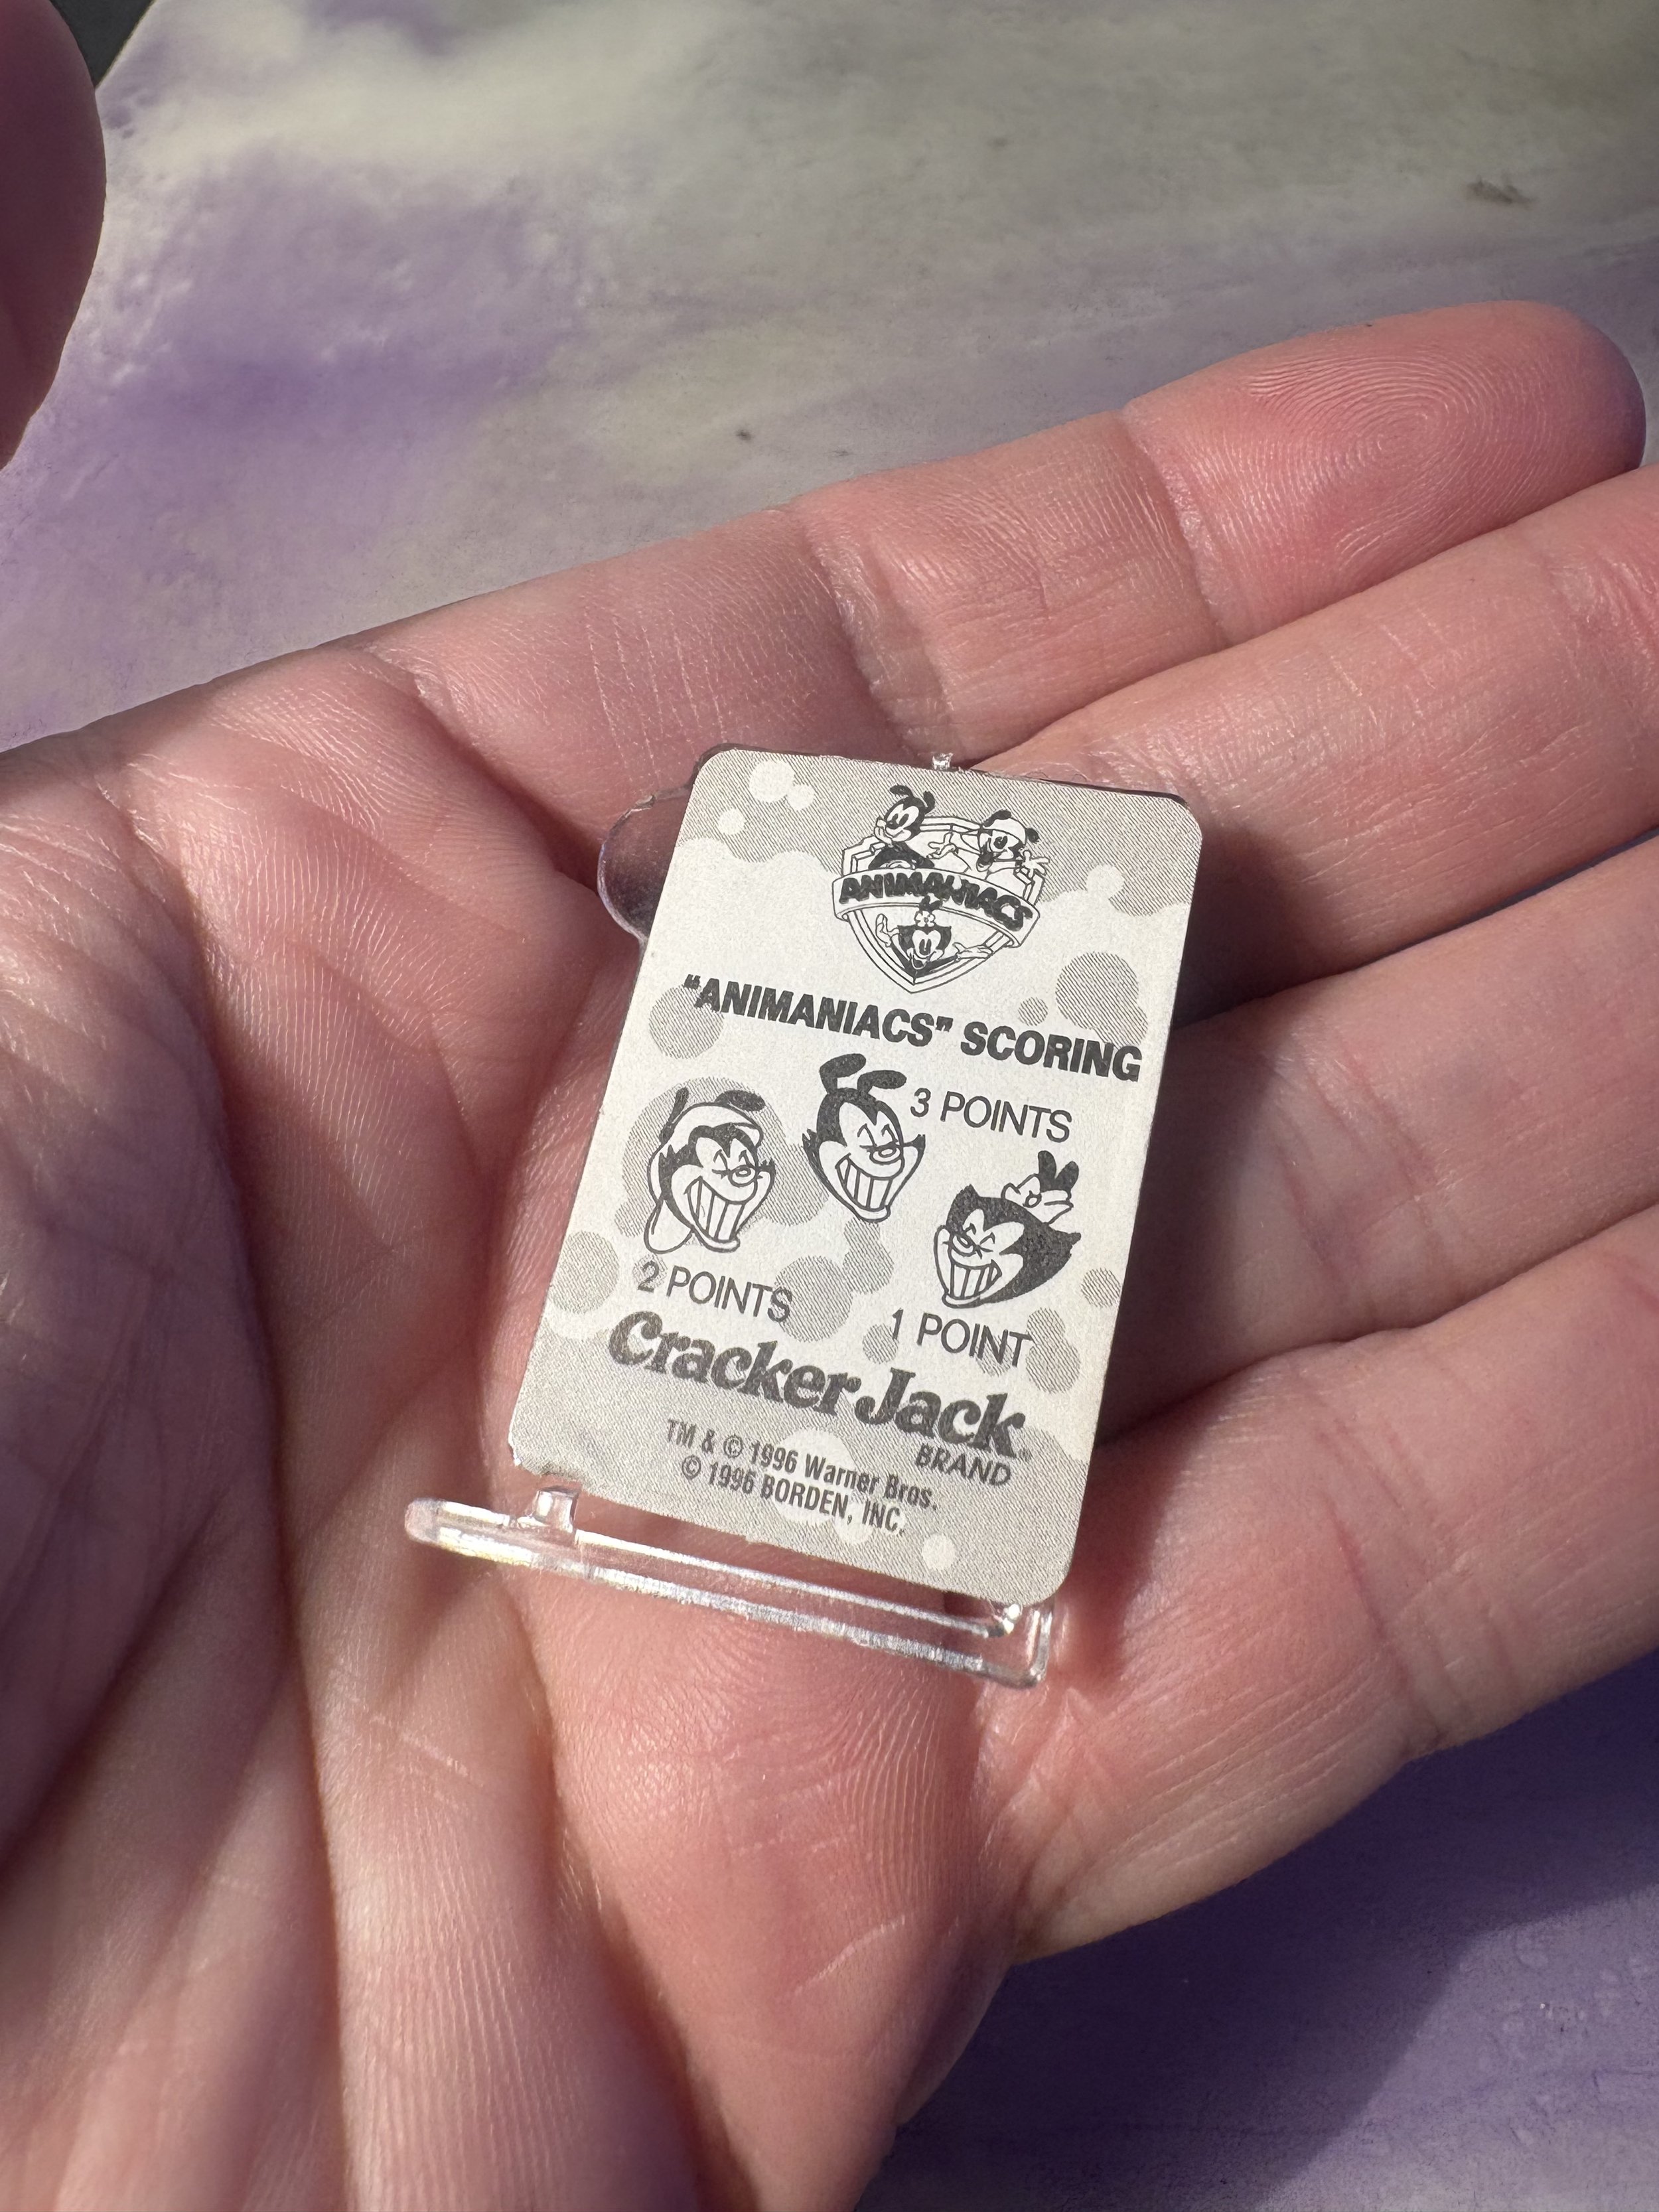 ANIMANIACS
"ANIMANIACS" SCORING
3 POINTS
2 POINTS
1 POINT
Cracker Jack®
BRAND
TM & © 1996 Warner Bros.
© 1996 BORDEN, INC.